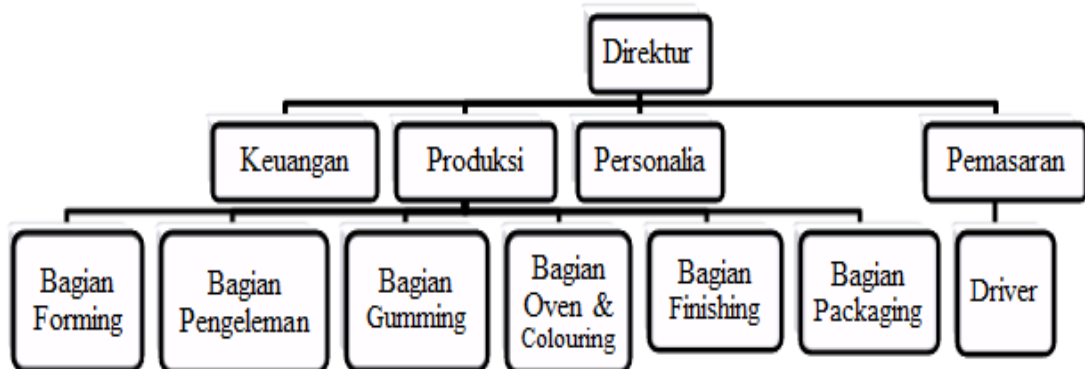 Direktur
Keuangan
Produksi
Personalia
Pemasaran
Bagian
Forming
Bagian
Pengeleman
Bagian
Gumming
Bagian
Oven &
Colouring
Bagian
Finishing
Bagian
Packaging
Driver